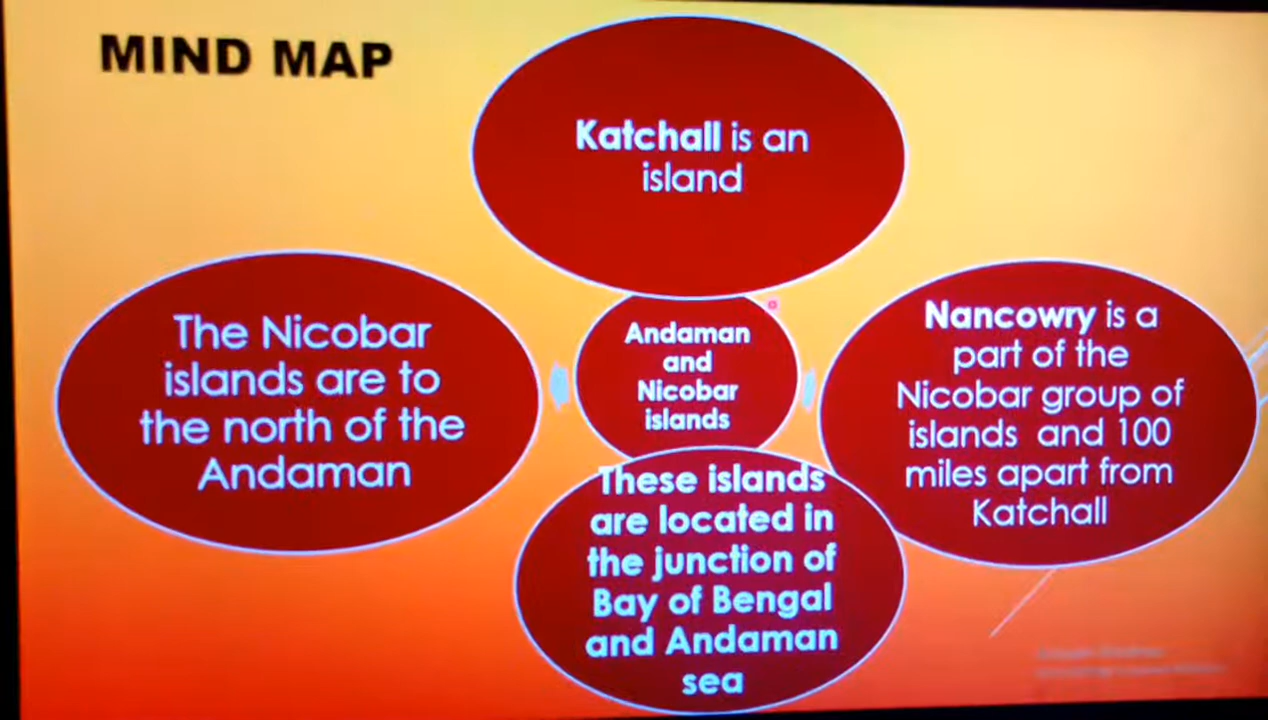 MIND MAP
Katchall is an
island
The Nicobar
islands are to
the north of the
Andaman
Andaman
and
Nicobar
islands
Nancowry is a
part of the
Nicobar group of
islands and 100
miles apart from
Katchall
These islands
are located in
the junction of
Bay of Bengal
and Andaman
sea